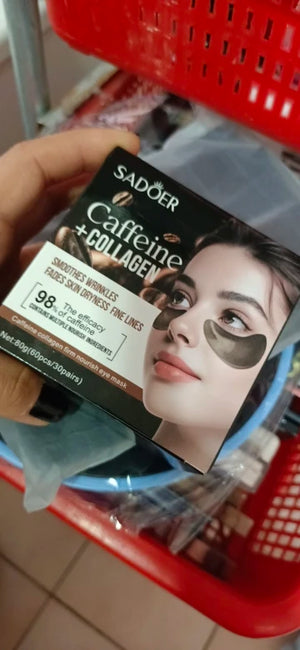 SADOER
Caffeine
+COLLAGEN
SMOOTHES WRINKLES
FADES SKIN DRYNESS FINE LINES
98% The efficacy
of caffeine
CONTAINS MULTIPLE NOURISH INGREDIENTS
Caffeine collagen firm nourish eye mask
Net:80g(60pcs/30pairs)